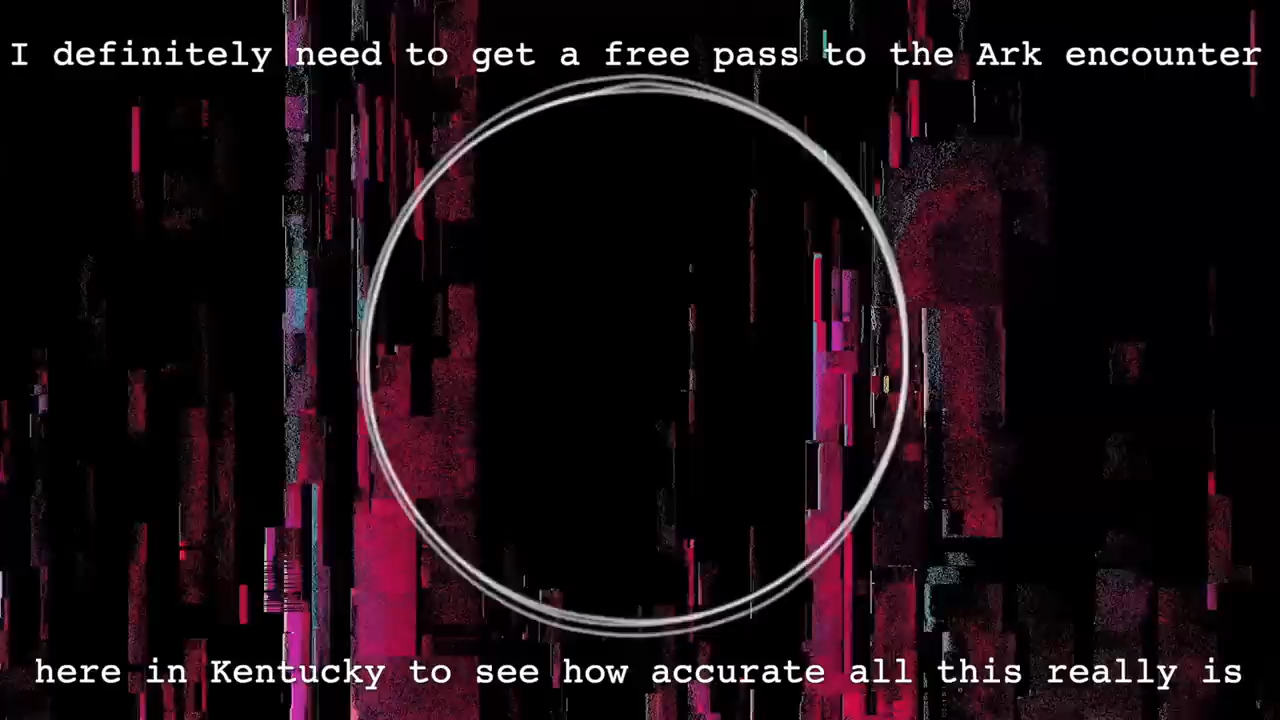 I definitely need to get a free pass to the Ark encounter
here in Kentucky to see how accurate all this really is